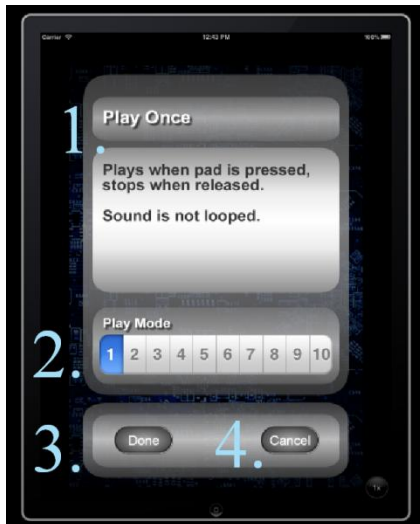 Carrier 12:43 PM 100%
1.
Play Once
Plays when pad is pressed,
stops when released.
Sound is not looped.
2.
Play Mode
1 2 3 4 5 6 7 8 9 10
3.
Done
4.
Cancel
1x